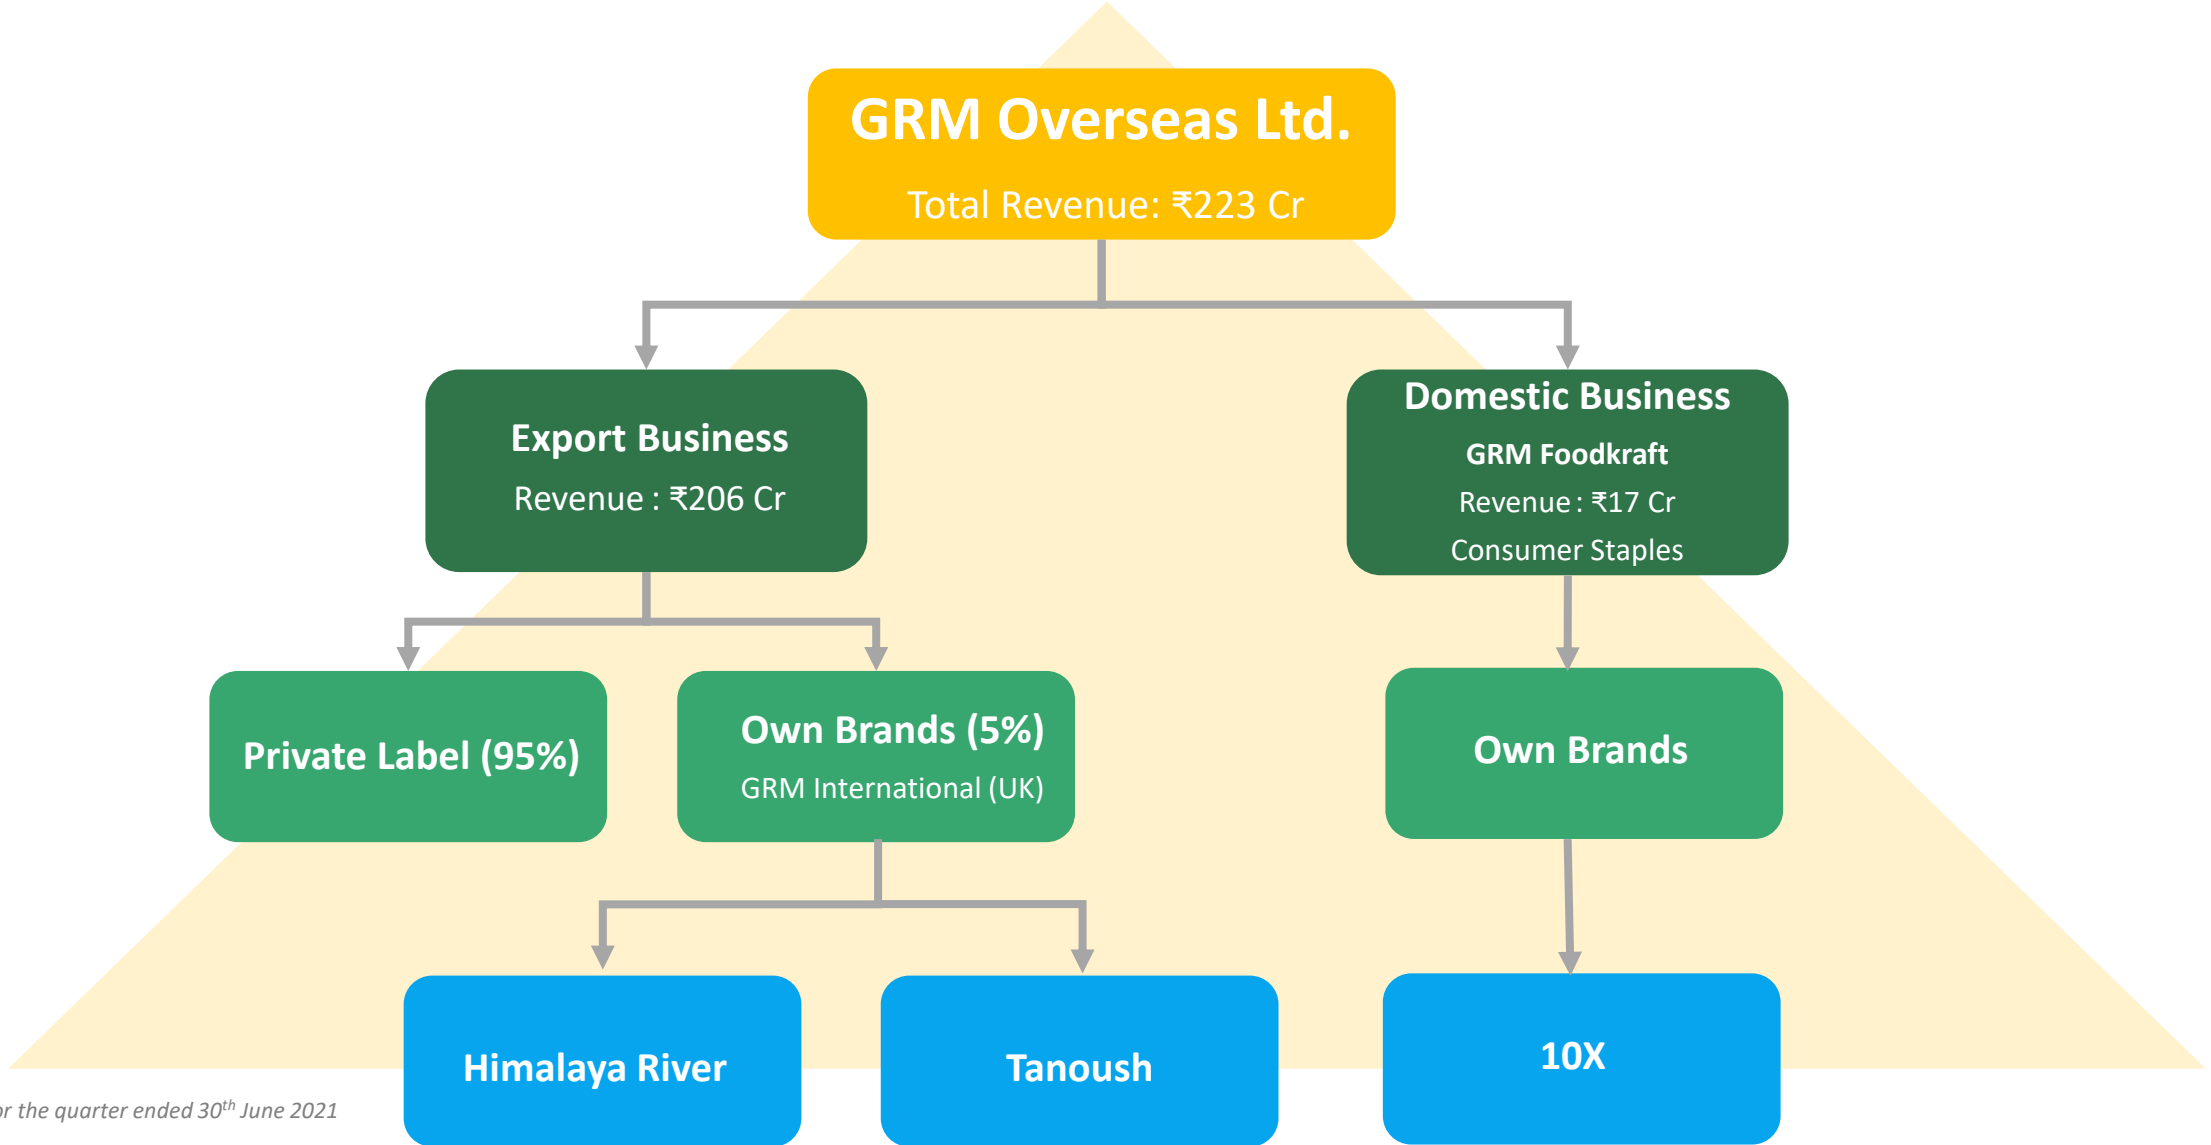 GRM Overseas Ltd.
Total Revenue: ₹223 Cr
Export Business
Revenue : ₹206 Cr
Domestic Business
GRM Foodkraft
Revenue : ₹17 Cr
Consumer Staples
Private Label (95%)
Own Brands (5%)
GRM International (UK)
Own Brands
Himalaya River
Tanoush
10X
the quarter ended 30th June 2021